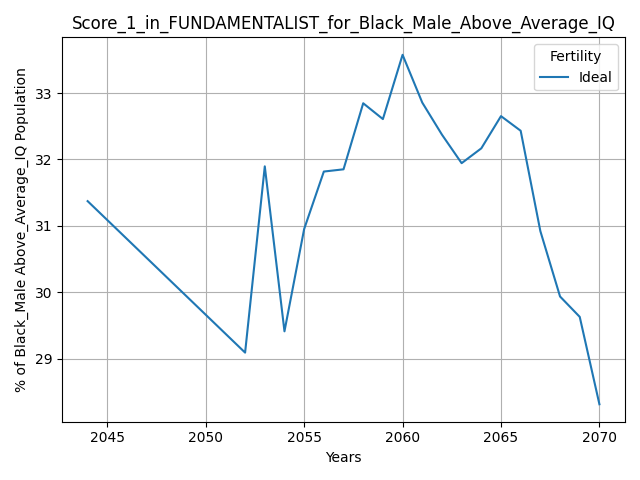 Score_1_in_FUNDAMENTALIST_for_Black_Male_Above_Average_IQ
Fertility
Ideal
% of Black_Male Above_Average_IQ Population
33
32
31
30
29
2045 2050 2055 2060 2065 2070
Years